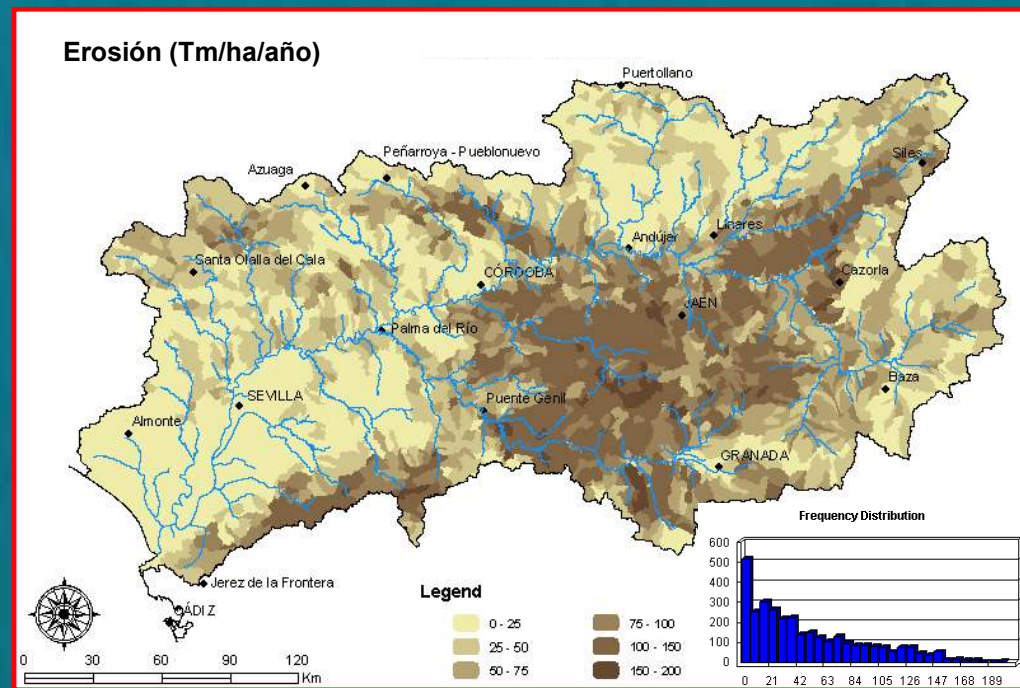 Erosión (Tm/ha/año)
Puertollano
Peñarroya - Pueblonuevo
Azuaga
Siles
Linares
Andújer
Santa Olalla del Cala
Cazorla
CÓRDOBA
JAEN
Palma del Río
Baza
SEVILLA
Puente Genil
Almonte
GRANADA
Frequency Distribution
600
500
400
300
200
100
0
0 21 42 63 84 105 126 147 168 189
Jerez de la Frontera
CÁDIZ
Legend
0 - 25
25 - 50
50 - 75
75 - 100
100 - 150
150 - 200
0 30 60 90 120
Km